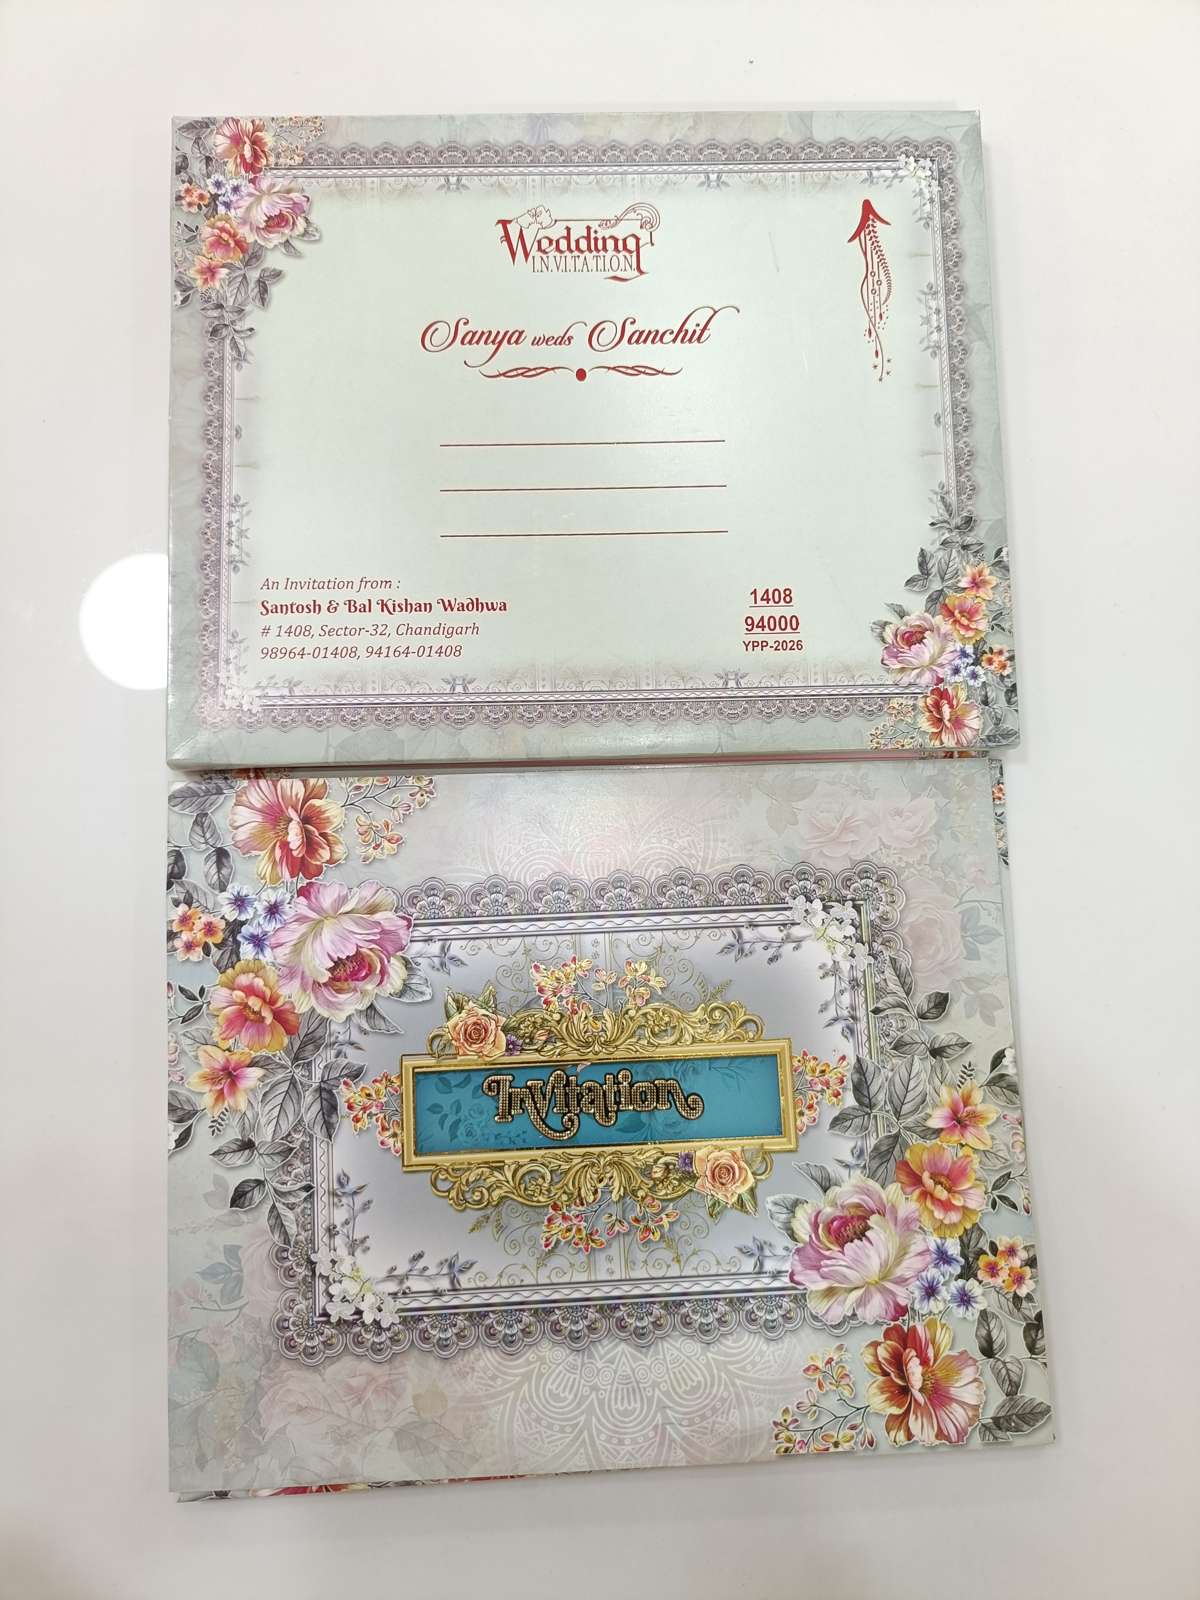 Wedding
I.N.V.I.T.A.T.I.O.N.
Sanya weds Sanchit
An Invitation from :
Santosh & Bal Kishan Wadhwa
# 1408, Sector-32, Chandigarh
98964-01408, 94164-01408
1408
94000
YPP-2026
Invitation